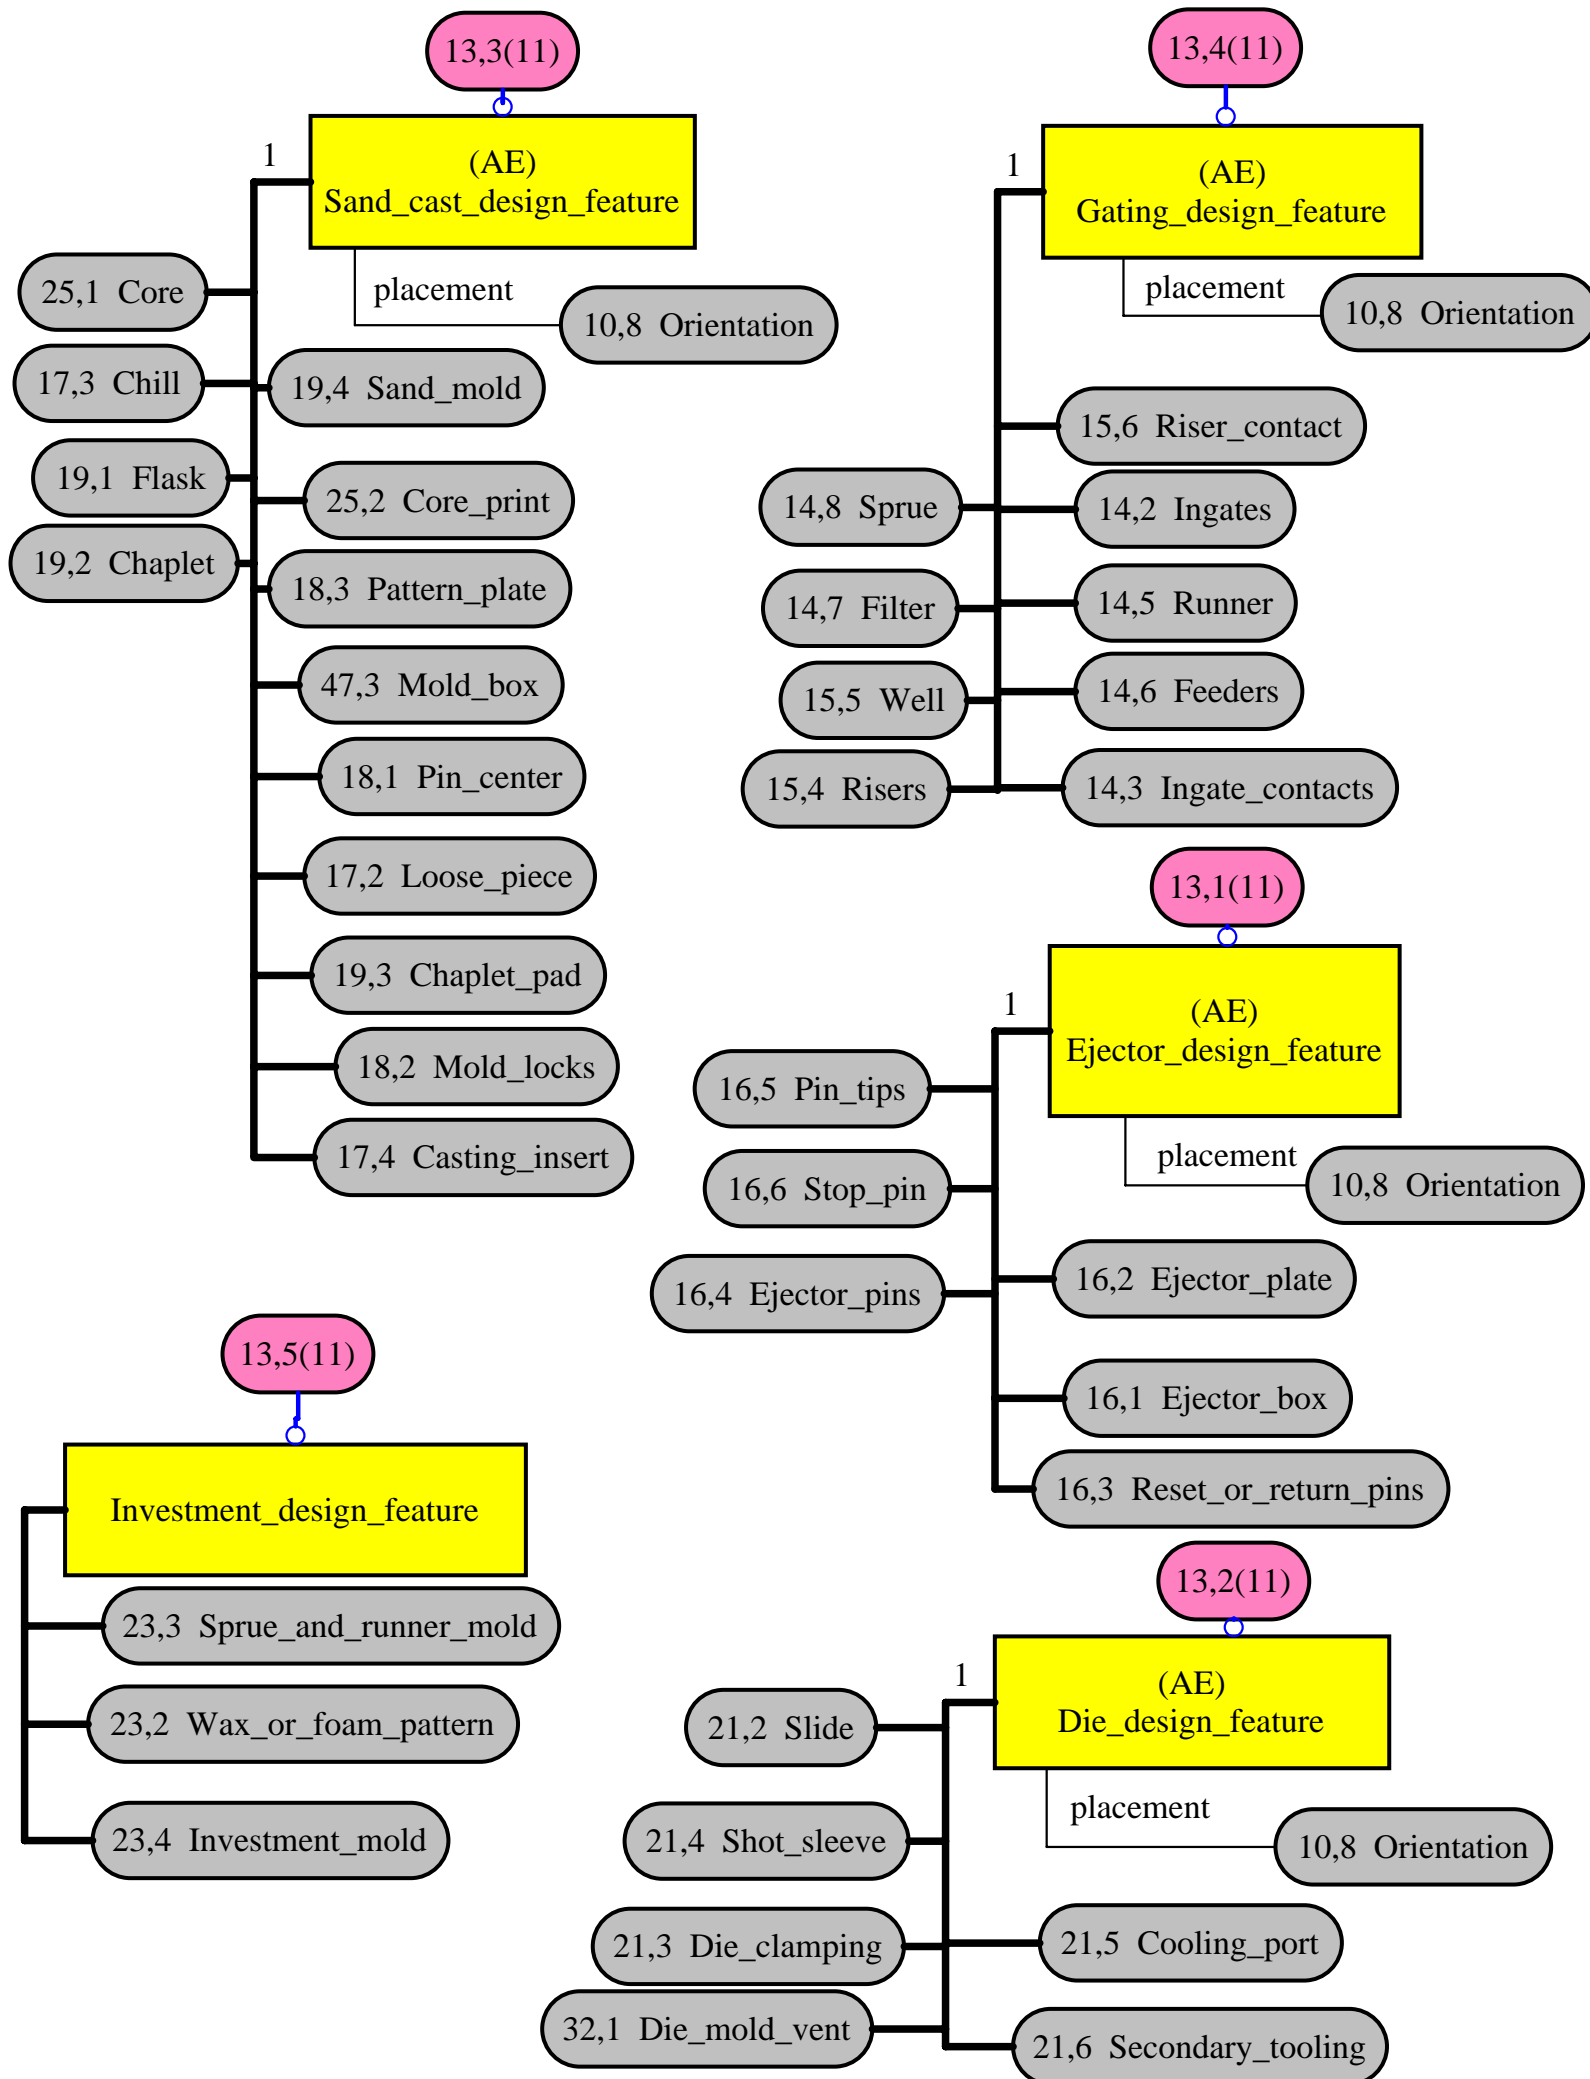 13,3(11)
1
(AE)
Sand_cast_design_feature
placement
10,8 Orientation
25,1 Core
17,3 Chill
19,1 Flask
19,2 Chaplet
19,4 Sand_mold
25,2 Core_print
18,3 Pattern_plate
47,3 Mold_box
18,1 Pin_center
17,2 Loose_piece
19,3 Chaplet_pad
18,2 Mold_locks
17,4 Casting_insert
13,4(11)
1
(AE)
Gating_design_feature
placement
10,8 Orientation
14,8 Sprue
14,7 Filter
15,5 Well
15,4 Risers
15,6 Riser_contact
14,2 Ingates
14,5 Runner
14,6 Feeders
14,3 Ingate_contacts
13,1(11)
1
(AE)
Ejector_design_feature
placement
10,8 Orientation
16,5 Pin_tips
16,6 Stop_pin
16,4 Ejector_pins
16,2 Ejector_plate
16,1 Ejector_box
16,3 Reset_or_return_pins
13,5(11)
Investment_design_feature
23,3 Sprue_and_runner_mold
23,2 Wax_or_foam_pattern
23,4 Investment_mold
13,2(11)
1
(AE)
Die_design_feature
placement
10,8 Orientation
21,2 Slide
21,4 Shot_sleeve
21,3 Die_clamping
32,1 Die_mold_vent
21,5 Cooling_port
21,6 Secondary_tooling